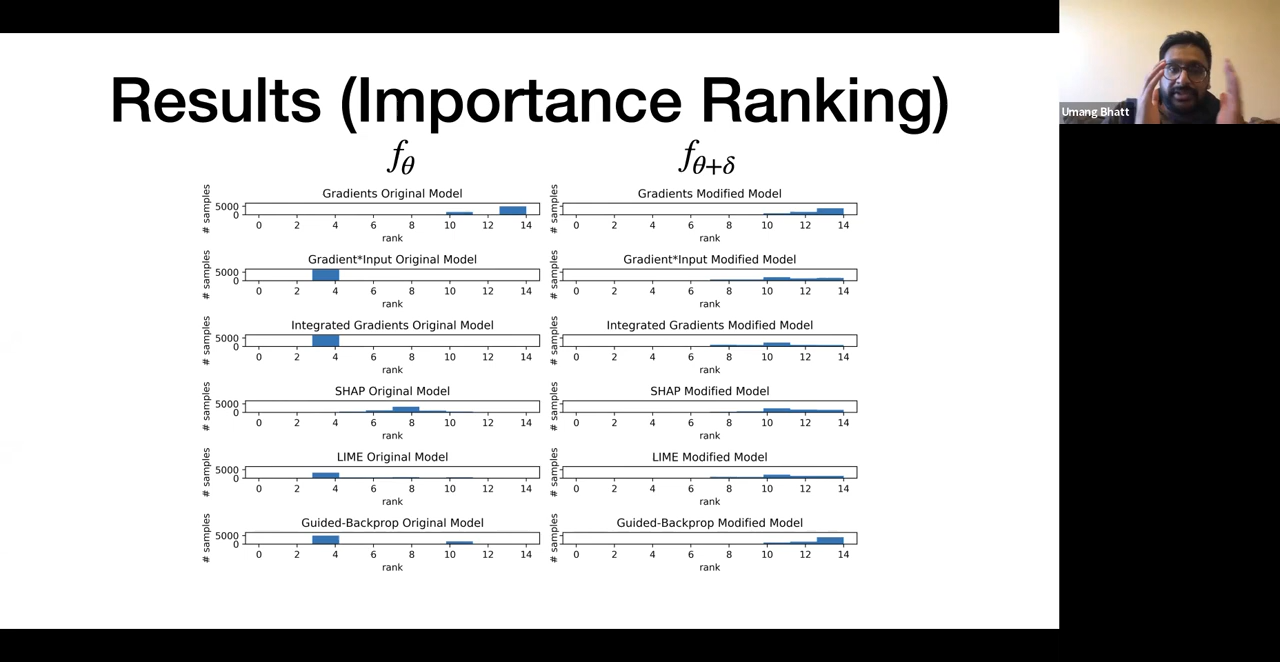 Results (Importance Ranking)
Umang Bhatt
fθ
fθ+δ
Gradients Original Model
# samples
5000
0
0 2 4 6 8 10 12 14
rank
Gradients Modified Model
# samples
0 2 4 6 8 10 12 14
rank
Gradient*Input Original Model
# samples
5000
0
0 2 4 6 8 10 12 14
rank
Gradient*Input Modified Model
# samples
0 2 4 6 8 10 12 14
rank
Integrated Gradients Original Model
# samples
5000
0
0 2 4 6 8 10 12 14
rank
Integrated Gradients Modified Model
# samples
0 2 4 6 8 10 12 14
rank
SHAP Original Model
# samples
5000
0
0 2 4 6 8 10 12 14
rank
SHAP Modified Model
# samples
0 2 4 6 8 10 12 14
rank
LIME Original Model
# samples
5000
0
0 2 4 6 8 10 12 14
rank
LIME Modified Model
# samples
0 2 4 6 8 10 12 14
rank
Guided-Backprop Original Model
# samples
5000
0
0 2 4 6 8 10 12 14
rank
Guided-Backprop Modified Model
# samples
0 2 4 6 8 10 12 14
rank